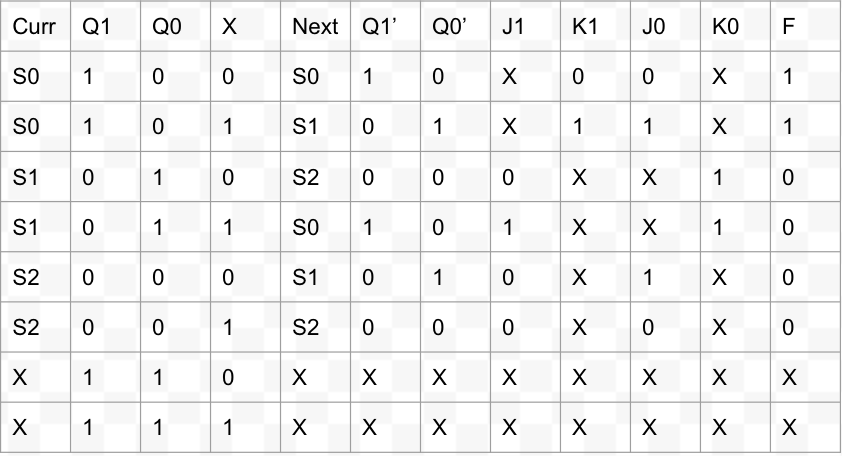 Curr Q1 Q0 X Next Q1’ Q0’ J1 K1 J0 K0 F
S0 1 0 0 S0 1 0 X 0 0 X 1
S0 1 0 1 S1 0 1 X 1 1 X 1
S1 0 1 0 S2 0 0 0 X X 1 0
S1 0 1 1 S0 1 0 1 X X 1 0
S2 0 0 0 S1 0 1 0 X 1 X 0
S2 0 0 1 S2 0 0 0 X 0 X 0
X 1 1 0 X X X X X X X X
X 1 1 1 X X X X X X X X